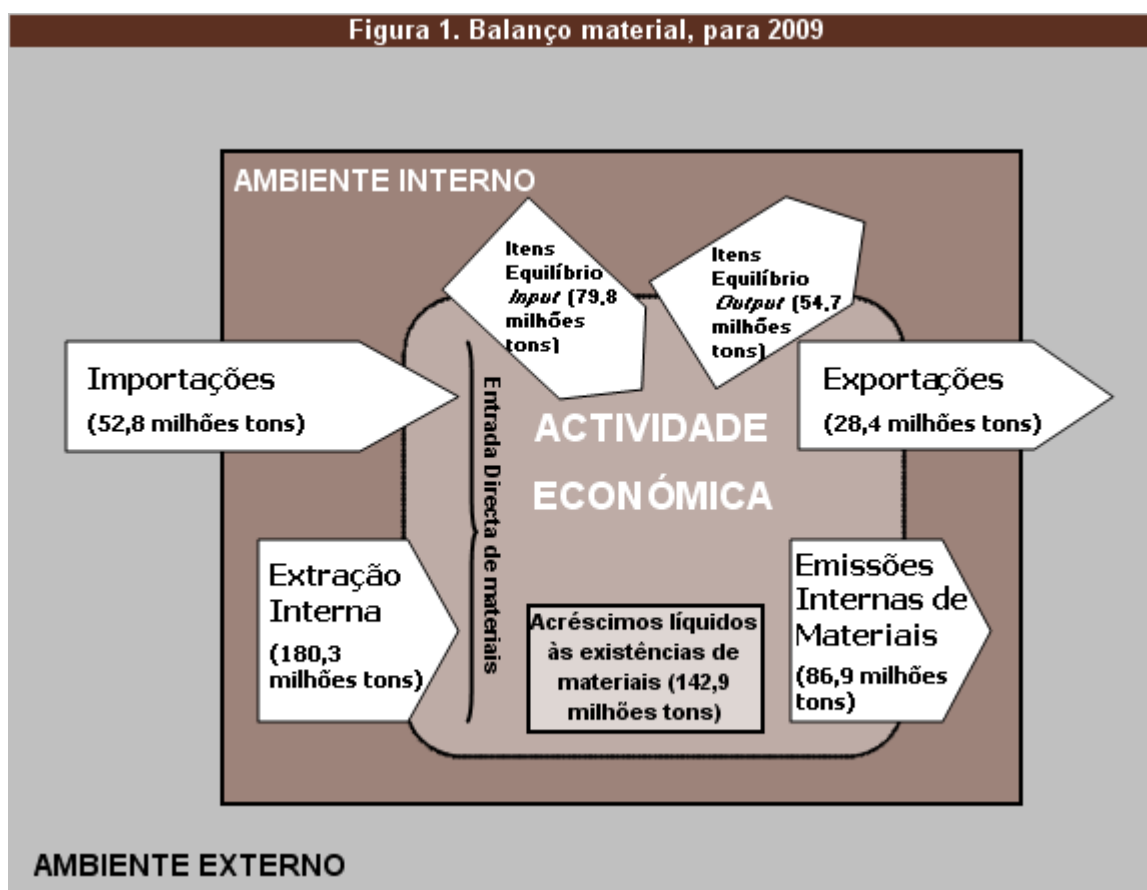 Figura 1. Balanço material, para 2009
AMBIENTE INTERNO
Itens
Equilíbrio
Input (79,8
milhões
tons)
Itens
Equilíbrio
Output (54,7
milhões
tons)
Importações
(52,8 milhões tons)
Exportações
(28,4 milhões tons)
Entrada Directa de materiais
ACTIVIDADE
ECONÓMICA
Extração
Interna
(180,3
milhões tons)
Acréscimos líquidos
às existências de
materiais (142,9
milhões tons)
Emissões
Internas de
Materiais
(86,9 milhões
tons)
AMBIENTE EXTERNO